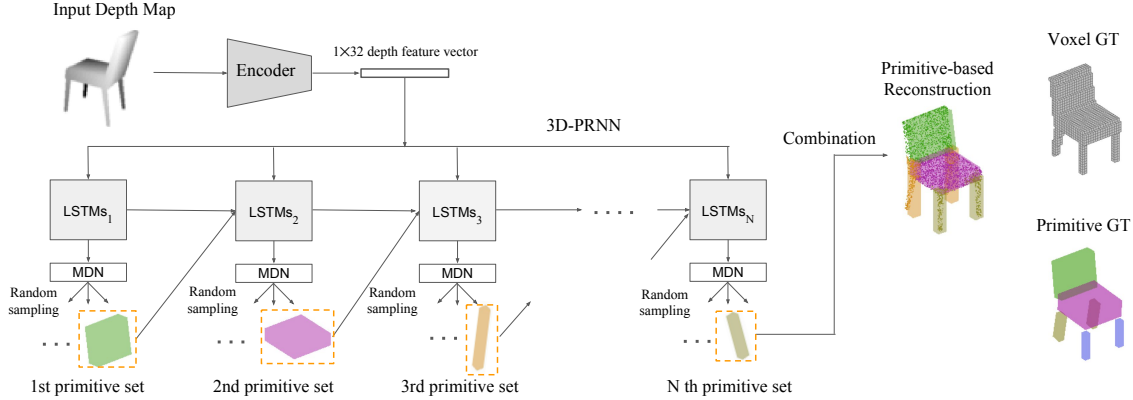 Input Depth Map
Encoder
1×32 depth feature vector
3D-PRNN
LSTMs1
LSTMs2
LSTMs3
. . . .
LSTMsN
MDN
MDN
MDN
MDN
Random
sampling
Random
sampling
Random
sampling
Random
sampling
. . .
. . .
. . .
. . .
1st primitive set
2nd primitive set
3rd primitive set
N th primitive set
Combination
Primitive-based
Reconstruction
Voxel GT
Primitive GT